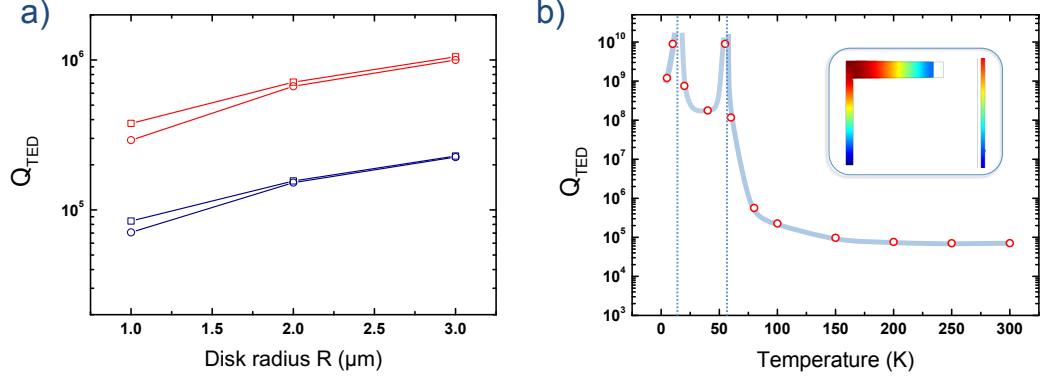 a)
10^6
10^5
Q_TED
1.0 1.5 2.0 2.5 3.0
Disk radius R (µm)
b)
10^10
10^9
10^8
10^7
10^6
10^5
10^4
10^3
Q_TED
0 50 100 150 200 250 300
Temperature (K)